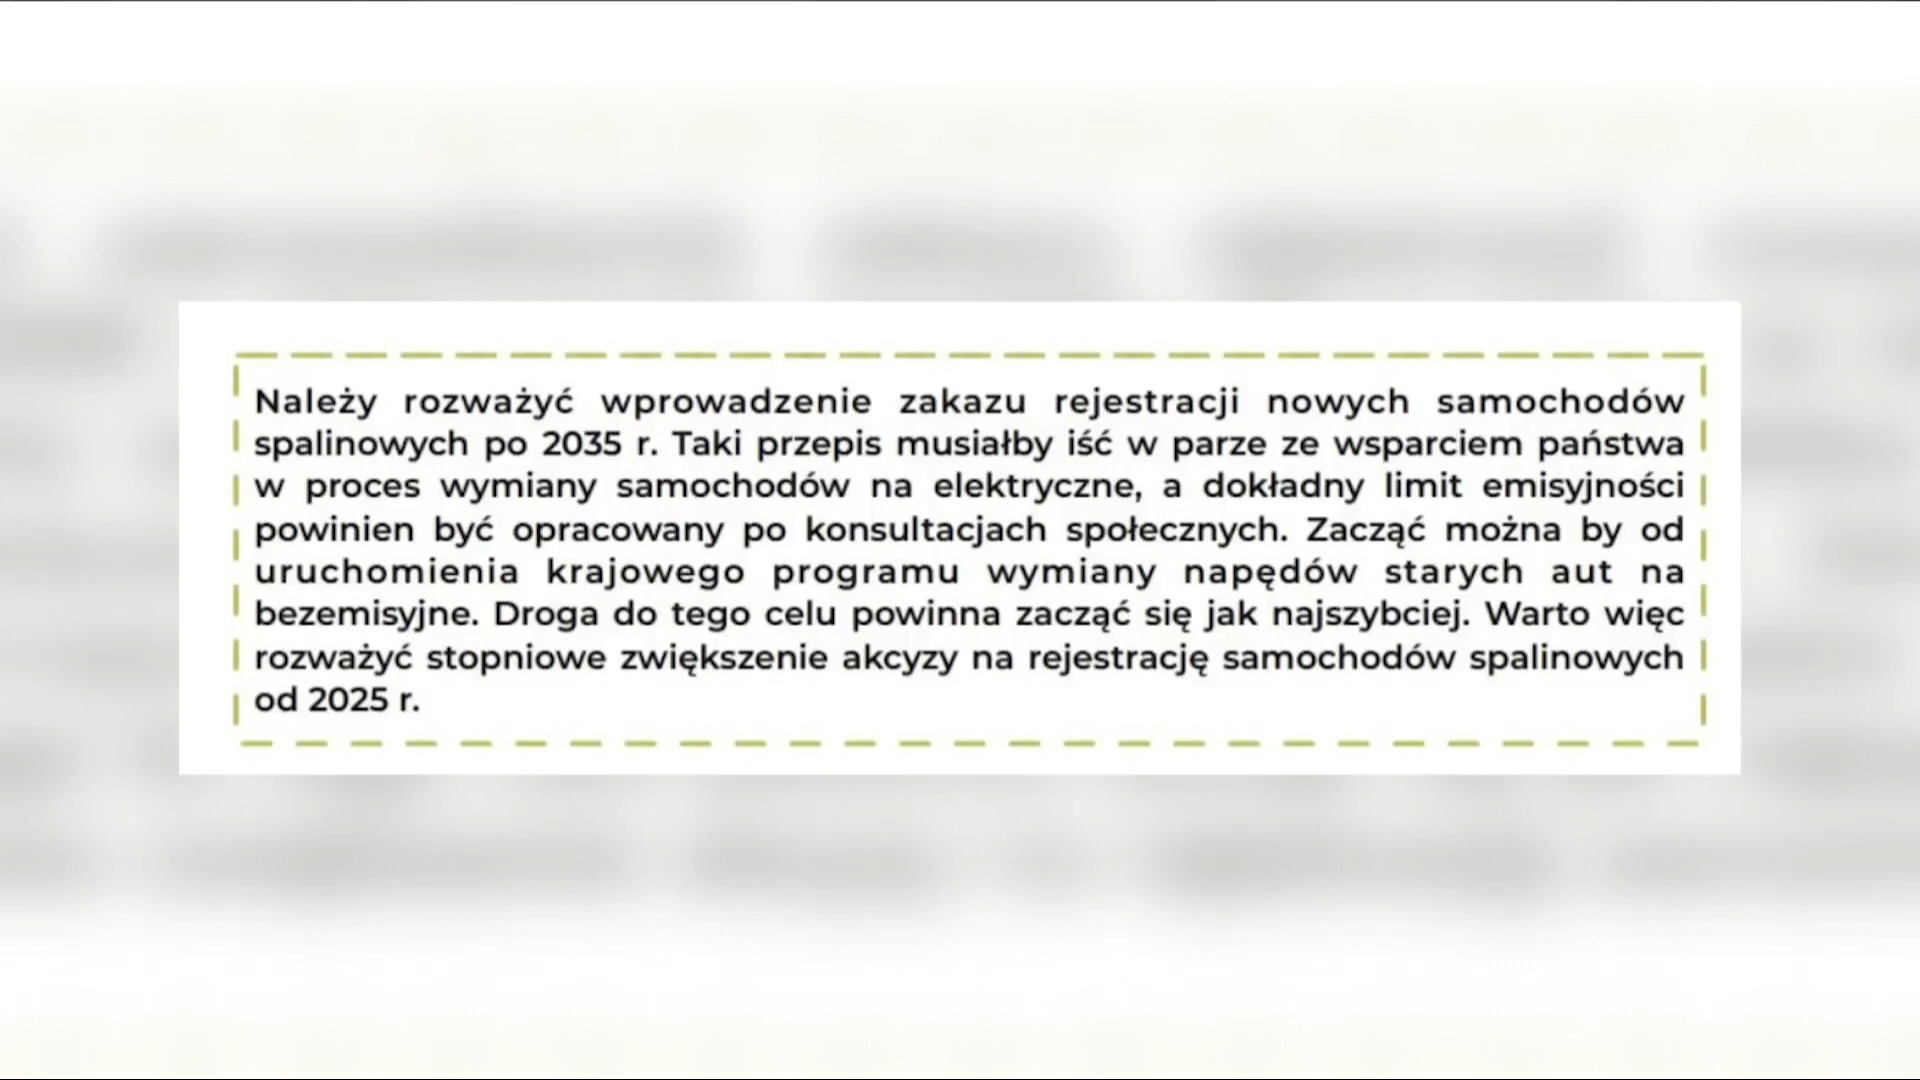 Należy rozważyć wprowadzenie zakazu rejestracji nowych samochodów
spalinowych po 2035 r. Taki przepis musiałby iść w parze ze wsparciem państwa
w proces wymiany samochodów na elektryczne, a dokładny limit emisyjności
powinien być opracowany po konsultacjach społecznych. Zacząć można by od
uruchomienia krajowego programu wymiany napędów starych aut na
bezemisyjne. Droga do tego celu powinna zacząć się jak najszybciej. Warto więc
rozważyć stopniowe zwiększenie akcyzy na rejestrację samochodów spalinowych
od 2025 r.